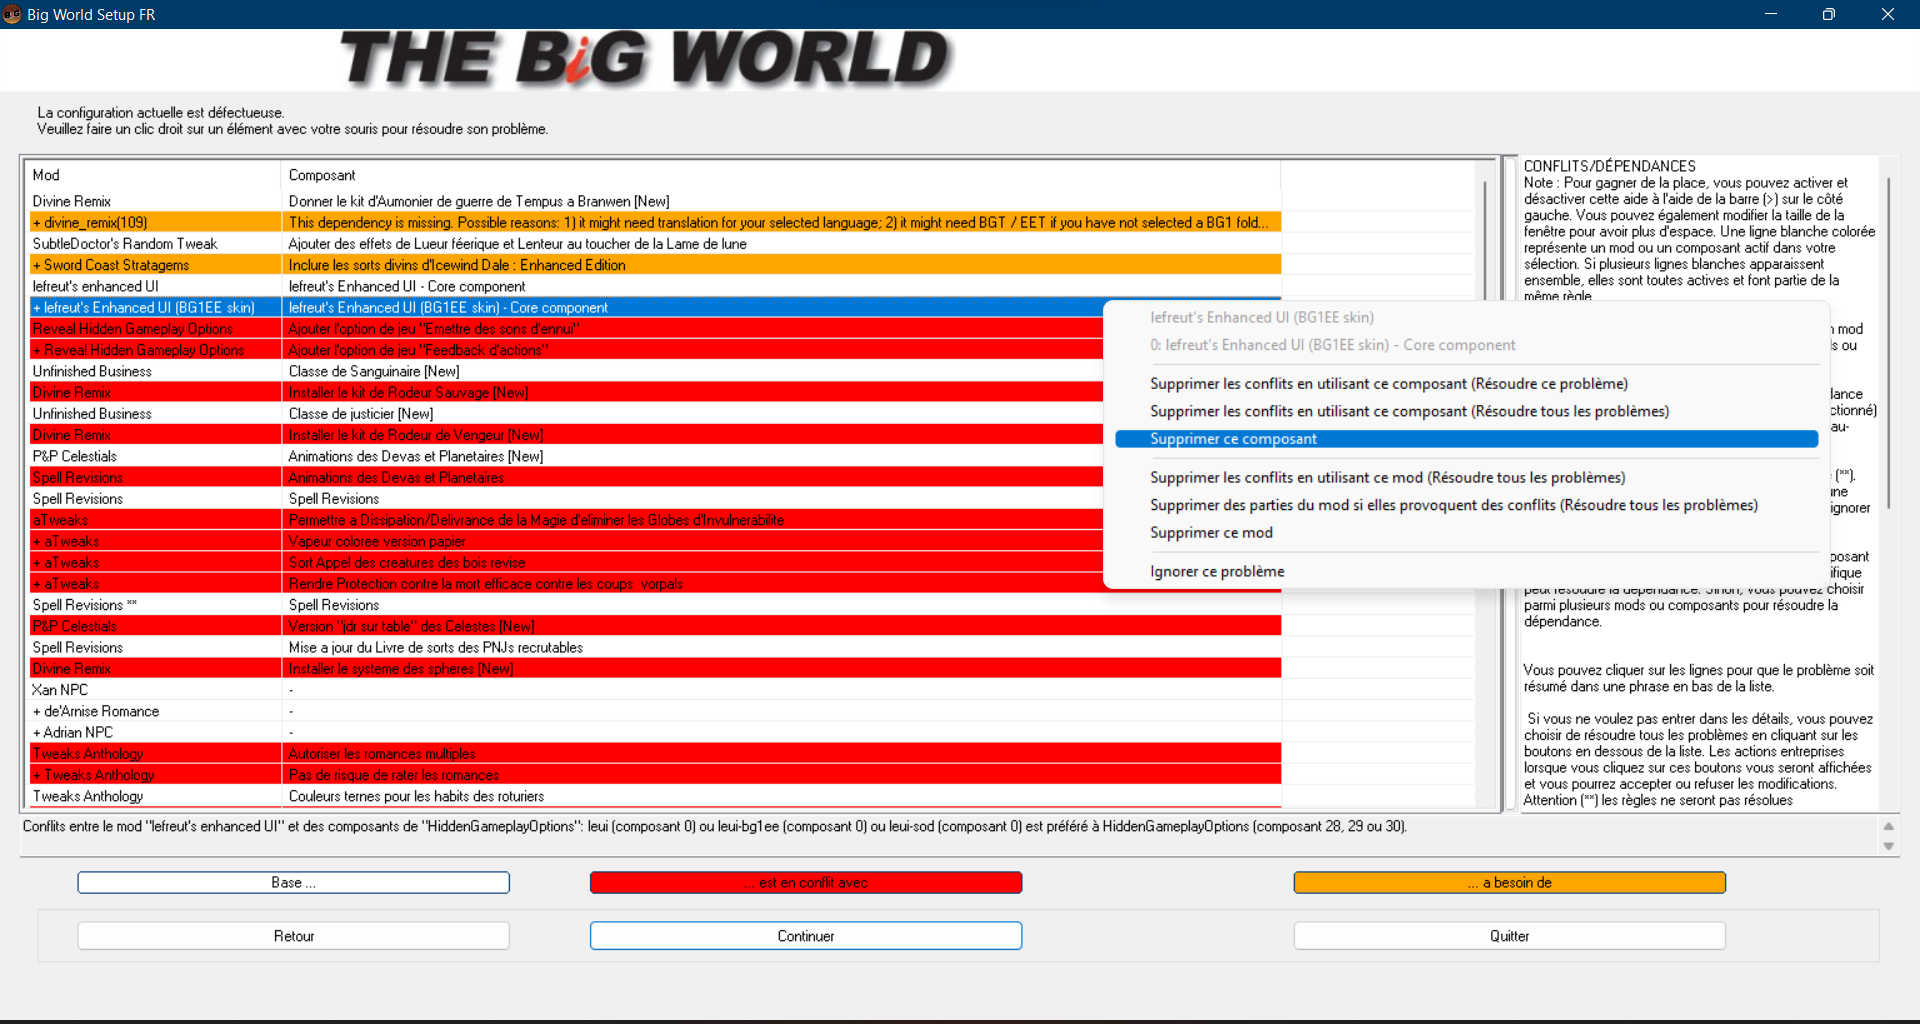 Big World Setup FR
THE BiG WORLD
La configuration actuelle est défectueuse.
Veuillez faire un clic droit sur un élément avec votre souris pour résoudre son problème.
Mod Composant
Divine Remix Donner le kit d'Aumonier de guerre de Tempus a Branwen [New]
+ divine_remix(109) This dependency is missing. Possible reasons: 1) it might need translation for your selected language; 2) it might need BGT / EET if you have not selected a BG1 fold...
SubtleDoctor's Random Tweak Ajouter des effets de Lueur féerique et Lenteur au toucher de la Lame de lune
+ Sword Coast Stratagems Inclure les sorts divins d'Icewind Dale : Enhanced Edition
lefreut's enhanced UI lefreut's Enhanced UI - Core component
+ lefreut's Enhanced UI (BG1EE skin) lefreut's Enhanced UI (BG1EE skin) - Core component
Reveal Hidden Gameplay Options Ajouter l'option de jeu "Emettre des sons d'ennui"
+ Reveal Hidden Gameplay Options Ajouter l'option de jeu "Feedback d'actions"
Unfinished Business Classe de Sanguinaire [New]
Divine Remix Installer le kit de Rodeur Sauvage [New]
Unfinished Business Classe de justicier [New]
Divine Remix Installer le kit de Rodeur de Vengeur [New]
P&P Celestials Animations des Devas et Planetaires [New]
Spell Revisions Animations des Devas et Planetaires
Spell Revisions Spell Revisions
aTweaks Permettre a Dissipation/Delivrance de la Magie d'eliminer les Globes d'Invulnerabilite
+ aTweaks Vapeur coloree version papier
+ aTweaks Sort Appel des creatures des bois revise
+ aTweaks Rendre Protection contre la mort efficace contre les coups vorpals
Spell Revisions ** Spell Revisions
P&P Celestials Version "jdr sur table" des Celestes [New]
Spell Revisions Mise a jour du Livre de sorts des PNJs recrutables
Divine Remix Installer le systeme des spheres [New]
Xan NPC -
+ de'Arnise Romance -
+ Adrian NPC -
Tweaks Anthology Autoriser les romances multiples
+ Tweaks Anthology Pas de risque de rater les romances
Tweaks Anthology Couleurs ternes pour les habits des roturiers
lefreut's Enhanced UI (BG1EE skin)
0: lefreut's Enhanced UI (BG1EE skin) - Core component
Supprimer les conflits en utilisant ce composant (Résoudre ce problème)
Supprimer les conflits en utilisant ce composant (Résoudre tous les problèmes)
Supprimer ce composant
Supprimer les conflits en utilisant ce mod (Résoudre tous les problèmes)
Supprimer des parties du mod si elles provoquent des conflits (Résoudre tous les problèmes)
Supprimer ce mod
Ignorer ce problème
CONFLITS/DÉPENDANCES
Note : Pour gagner de la place, vous pouvez activer et
désactiver cette aide à l'aide de la barre (>) sur le côté
gauche. Vous pouvez également modifier la taille de la
fenêtre pour avoir plus d'espace. Une ligne blanche colorée
représente un mod ou un composant actif dans votre
sélection. Si plusieurs lignes blanches apparaissent
ensemble, elles sont toutes actives et font partie de la
même règle
mod
ou
(**).
ignorer
peut résoudre la dépendance. Sinon, vous pouvez choisir
parmi plusieurs mods ou composants pour résoudre la
dépendance.
Vous pouvez cliquer sur les lignes pour que le problème soit
résumé dans une phrase en bas de la liste.
Si vous ne voulez pas entrer dans les détails, vous pouvez
choisir de résoudre tous les problèmes en cliquant sur les
boutons en dessous de la liste. Les actions entreprises
lorsque vous cliquez sur ces boutons vous seront affichées
et vous pourrez accepter ou refuser les modifications.
Attention (**) les règles ne seront pas résolues
Conflits entre le mod "lefreut's enhanced UI" et des composants de "HiddenGameplayOptions": leui (composant 0) ou leui-bg1ee (composant 0) ou leui-sod (composant 0) est préféré à HiddenGameplayOptions (composant 28, 29 ou 30).
Base ... ... est en conflit avec ... a besoin de
Retour Continuer Quitter